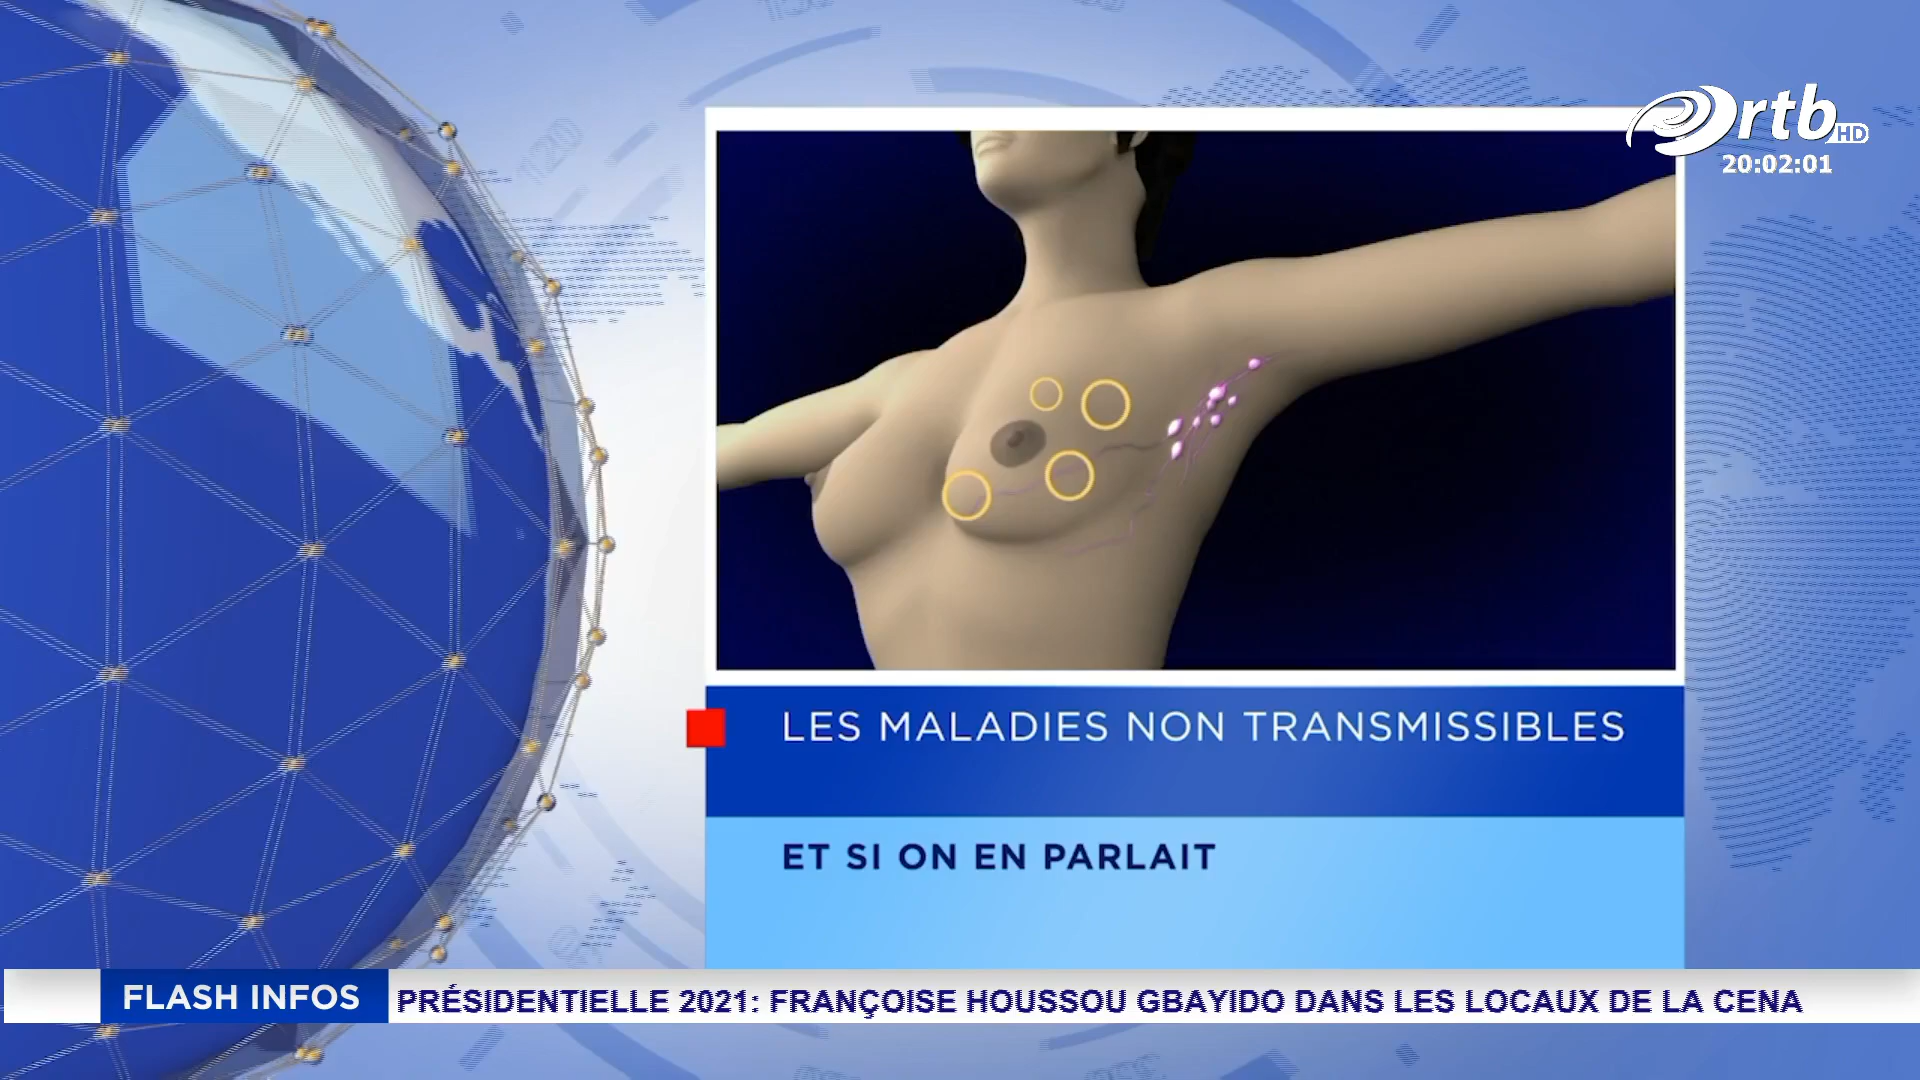 ortb HD
20:02:01
LES MALADIES NON TRANSMISSIBLES
ET SI ON EN PARLAIT
FLASH INFOS
PRÉSIDENTIELLE 2021: FRANÇOISE HOUSSOU GBAYIDO DANS LES LOCAUX DE LA CENA